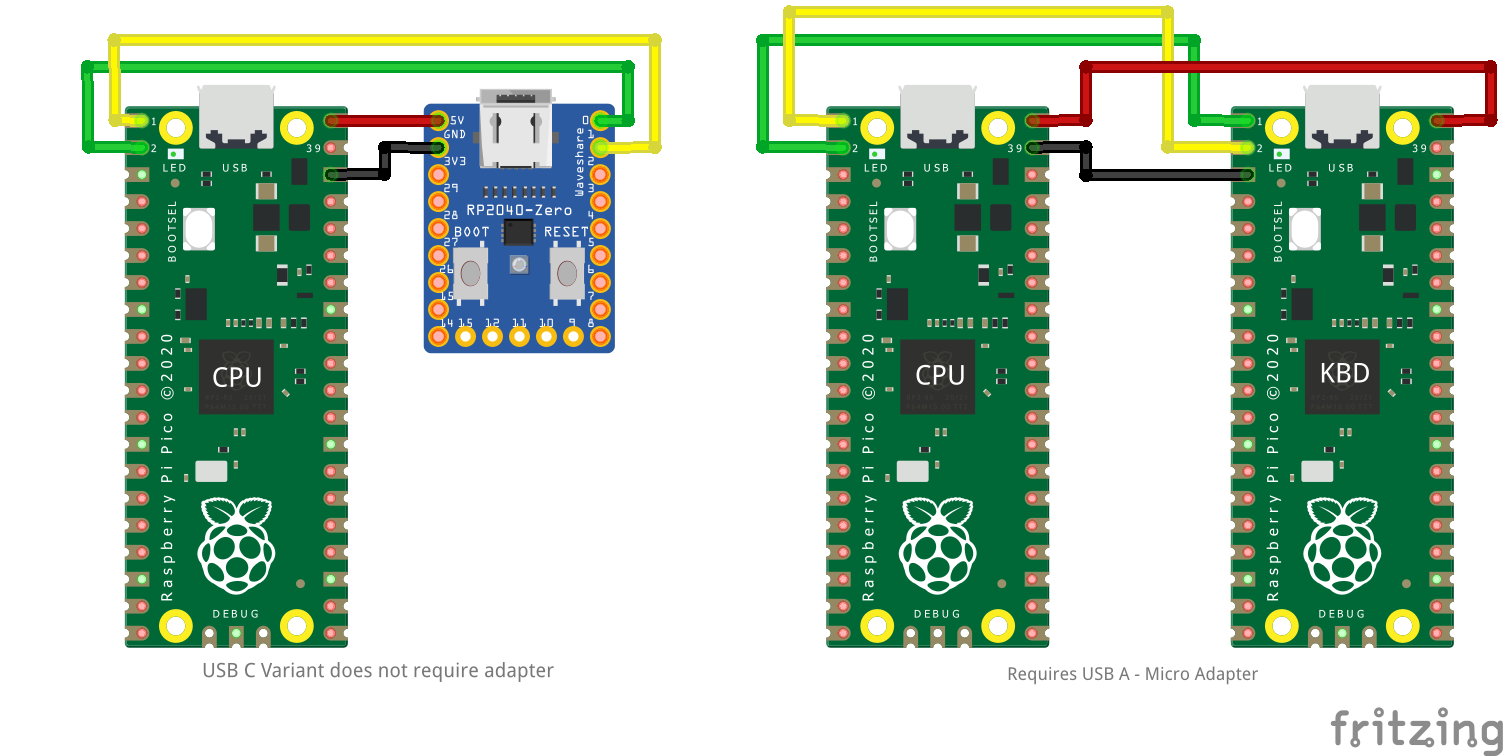 1
2
LED
USB
39
BOOTSEL
Raspberry Pi Pico ©2020
CPU
DEBUG
5V
GND
3V3
29
28
27
26
15
14
15
12
11
10
9
8
0
1
2
3
4
5
6
7
Waveshare
RP2040-Zero
BOOT
RESET
USB C Variant does not require adapter
1
2
LED
USB
39
BOOTSEL
Raspberry Pi Pico ©2020
CPU
DEBUG
1
2
LED
USB
39
BOOTSEL
Raspberry Pi Pico ©2020
KBD
DEBUG
Requires USB A - Micro Adapter
fritzing